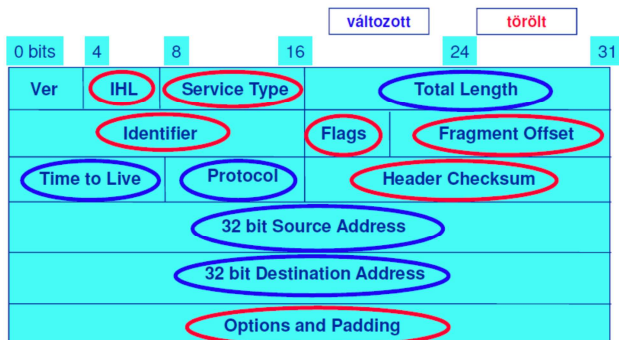 változott törölt
0 bits 4 8 16 24 31
Ver IHL Service Type Total Length
Identifier Flags Fragment Offset
Time to Live Protocol Header Checksum
32 bit Source Address
32 bit Destination Address
Options and Padding